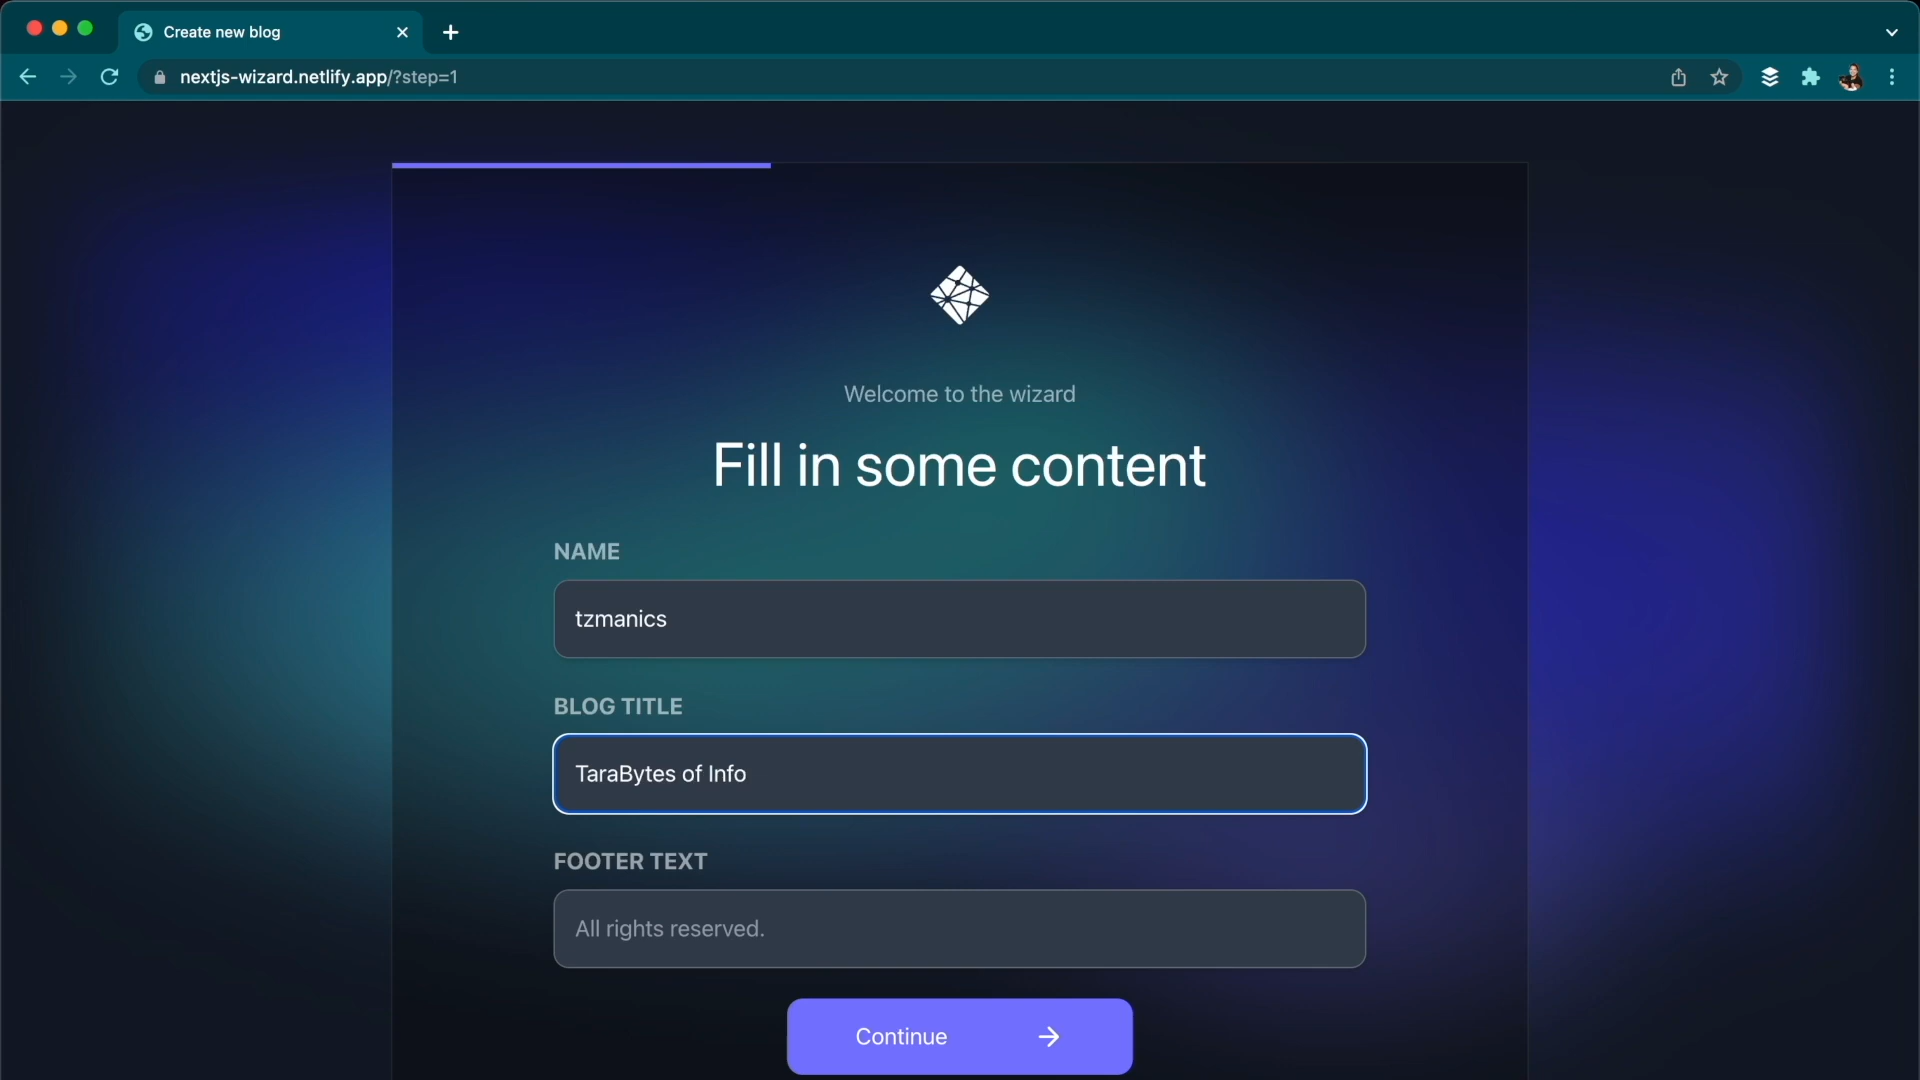 Create new blog
nextjs-wizard.netlify.app/?step=1
Welcome to the wizard
Fill in some content
NAME
tzmanics
BLOG TITLE
TaraBytes of Info
FOOTER TEXT
All rights reserved.
Continue